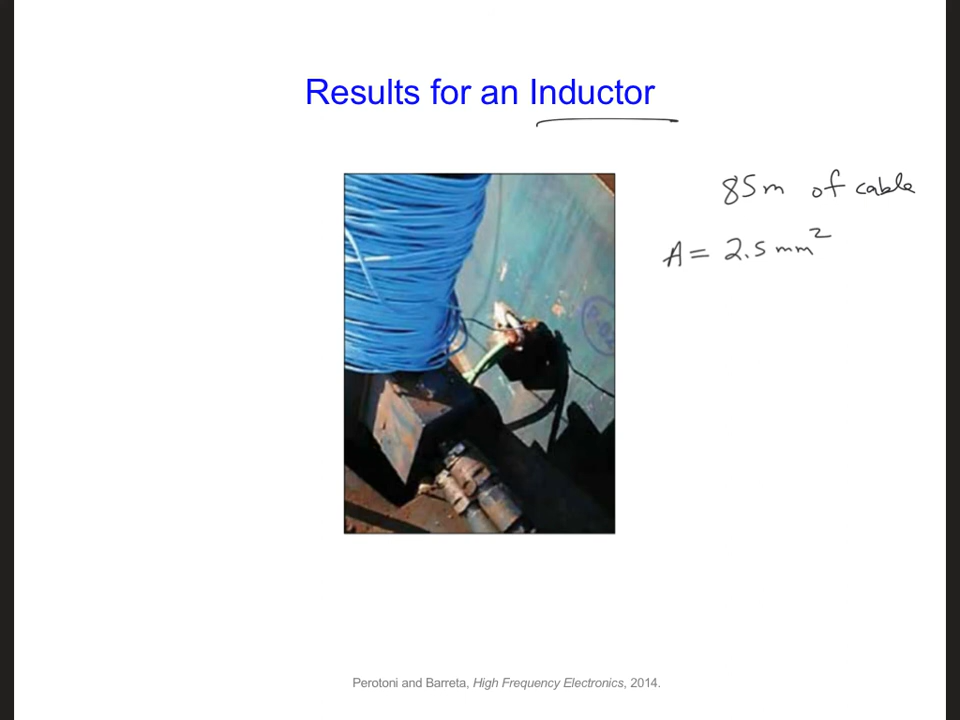 Results for an Inductor
85m of cable
A = 2.5 mm²
Perotoni and Barreta, High Frequency Electronics, 2014.